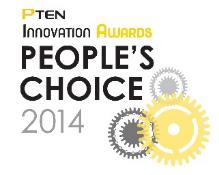 PTEN
INNOVATION AWARDS
PEOPLE'S
CHOICE
2014